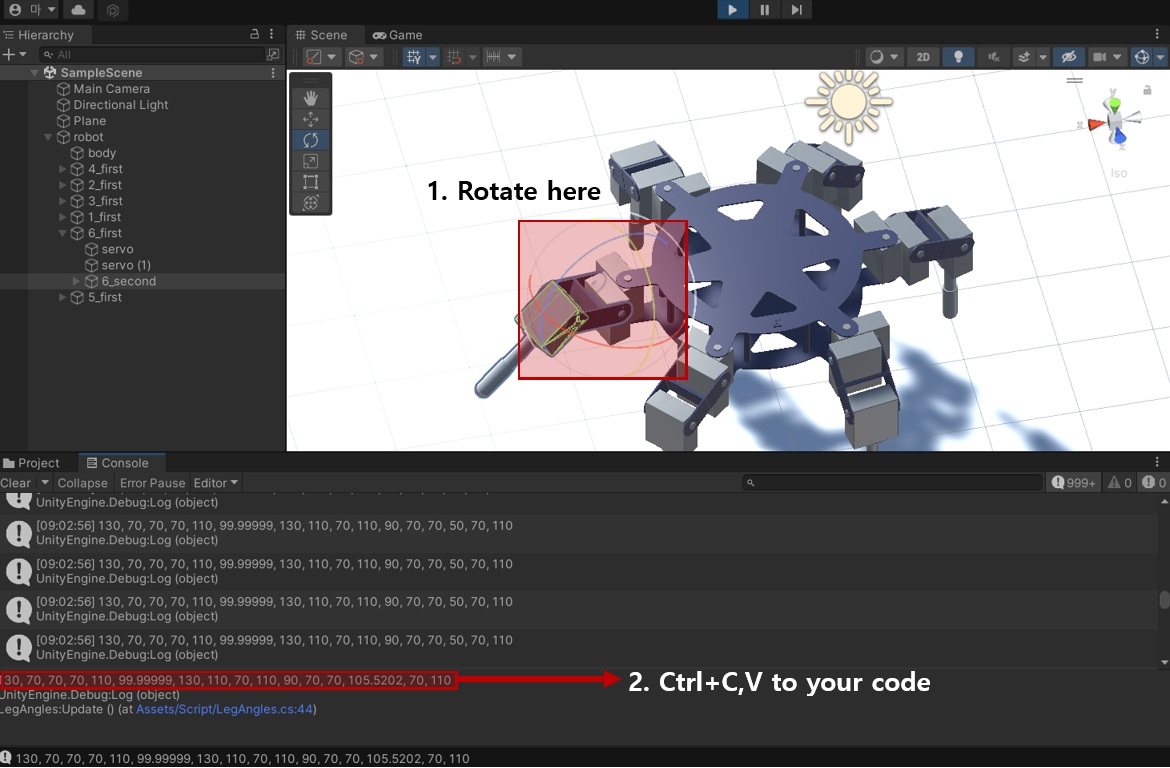 마
Hierarchy
All
SampleScene
Main Camera
Directional Light
Plane
robot
body
4_first
2_first
3_first
1_first
6_first
servo
servo (1)
6_second
5_first
Scene
Game
2D
y
x
z
Iso
1. Rotate here
Project
Console
Clear
Collapse
Error Pause
Editor
999+
0
0
UnityEngine.Debug:Log (object)
[09:02:56] 130, 70, 70, 70, 110, 99.99999, 130, 110, 70, 110, 90, 70, 70, 50, 70, 110
UnityEngine.Debug:Log (object)
[09:02:56] 130, 70, 70, 70, 110, 99.99999, 130, 110, 70, 110, 90, 70, 70, 50, 70, 110
UnityEngine.Debug:Log (object)
[09:02:56] 130, 70, 70, 70, 110, 99.99999, 130, 110, 70, 110, 90, 70, 70, 50, 70, 110
UnityEngine.Debug:Log (object)
[09:02:56] 130, 70, 70, 70, 110, 99.99999, 130, 110, 70, 110, 90, 70, 70, 50, 70, 110
UnityEngine.Debug:Log (object)
130, 70, 70, 70, 110, 99.99999, 130, 110, 70, 110, 90, 70, 70, 105.5202, 70, 110
2. Ctrl+C,V to your code
UnityEngine.Debug:Log (object)
LegAngles:Update () (at Assets/Script/LegAngles.cs:44)
130, 70, 70, 70, 110, 99.99999, 130, 110, 70, 110, 90, 70, 70, 105.5202, 70, 110